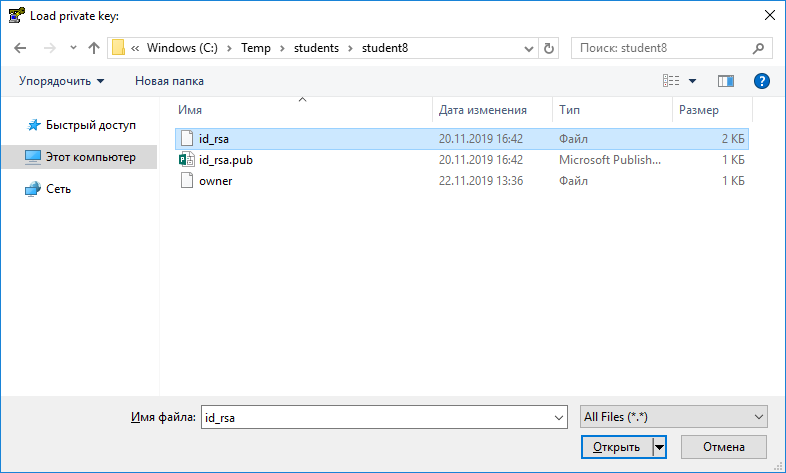 Load private key:
« Windows (C:) › Temp › students › student8
Поиск: student8
Упорядочить
Новая папка
Имя
Дата изменения
Тип
Размер
Быстрый доступ
Этот компьютер
Сеть
id_rsa 20.11.2019 16:42 Файл 2 КБ
id_rsa.pub 20.11.2019 16:42 Microsoft Publish... 1 КБ
owner 22.11.2019 13:36 Файл 1 КБ
Имя файла: id_rsa
All Files (*.*)
Открыть
Отмена